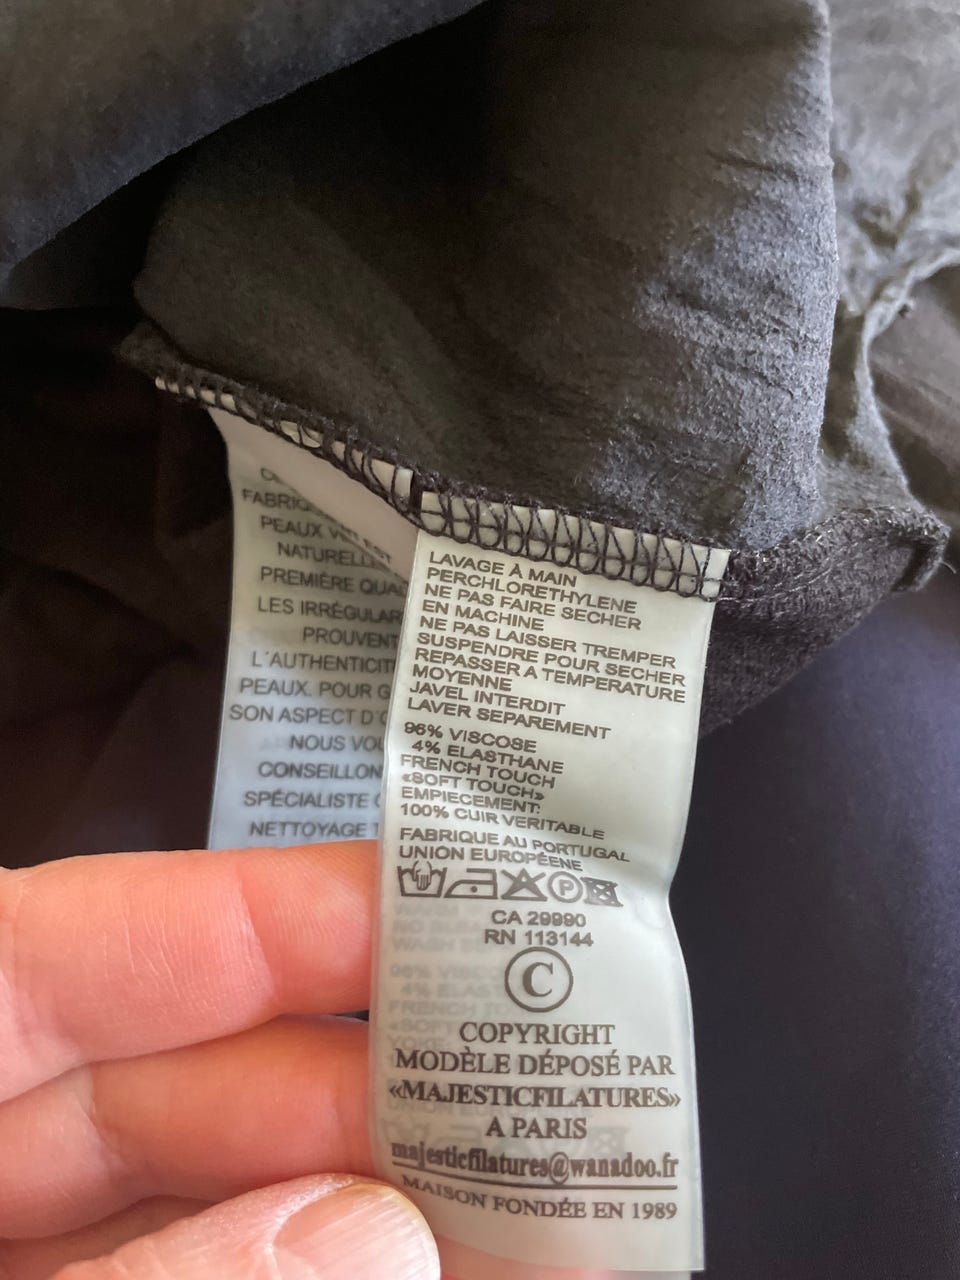 FABRIQ
PEAUX
NATURELLE
PREMIÈRE QUA
LES IRRÉGULAR
PROUVENT
L'AUTHENTICIT
PEAUX. POUR G
SON ASPECT D'
NOUS VOU
CONSEILLON
SPÉCIALISTE
NETTOYAGE
LAVAGE À MAIN
PERCHLORETHYLENE
NE PAS FAIRE SECHER
EN MACHINE
NE PAS LAISSER TREMPER
SUSPENDRE POUR SECHER
REPASSER A TEMPERATURE
MOYENNE
JAVEL INTERDIT
LAVER SEPAREMENT
96% VISCOSE
4% ELASTHANE
FRENCH TOUCH
«SOFT TOUCH»
EMPIECEMENT:
100% CUIR VERITABLE
FABRIQUE AU PORTUGAL
UNION EUROPÉENE
P
CA 29990
RN 113144
©
COPYRIGHT
MODÈLE DÉPOSÉ PAR
«MAJESTICFILATURES»
A PARIS
majesticfilatures@wanadoo.fr
MAISON FONDÉE EN 1989